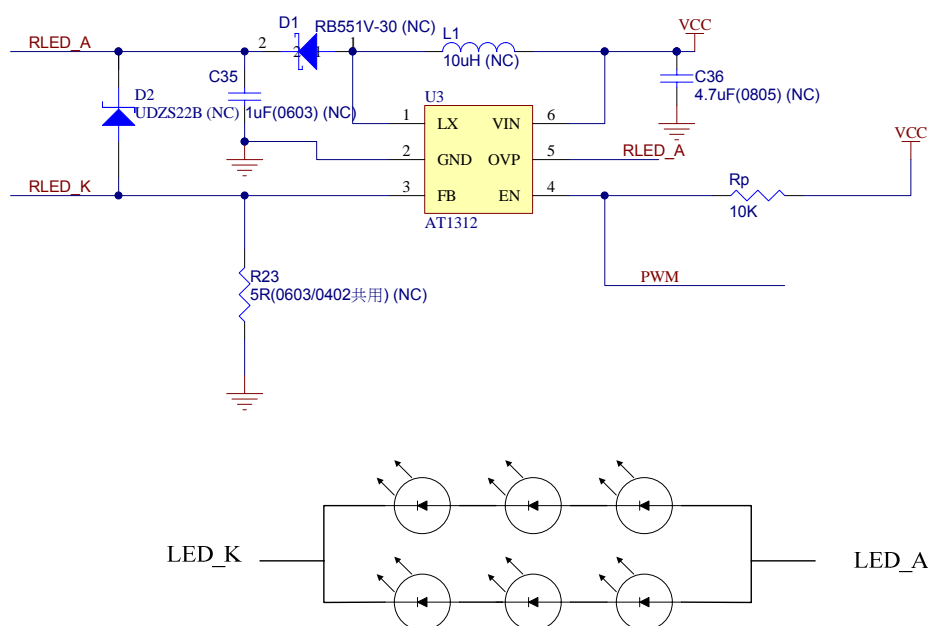 D1
RB551V-30 (NC)
VCC
RLED_A
2
2
1
1
L1
10uH (NC)
C35
1uF(0603) (NC)
C36
4.7uF(0805) (NC)
D2
UDZS22B (NC)
U3
1
LX
VIN
6
2
GND
OVP
5
RLED_A
VCC
RLED_K
3
FB
EN
4
Rp
10K
AT1312
PWM
R23
5R(0603/0402共用) (NC)
LED_K
LED_A